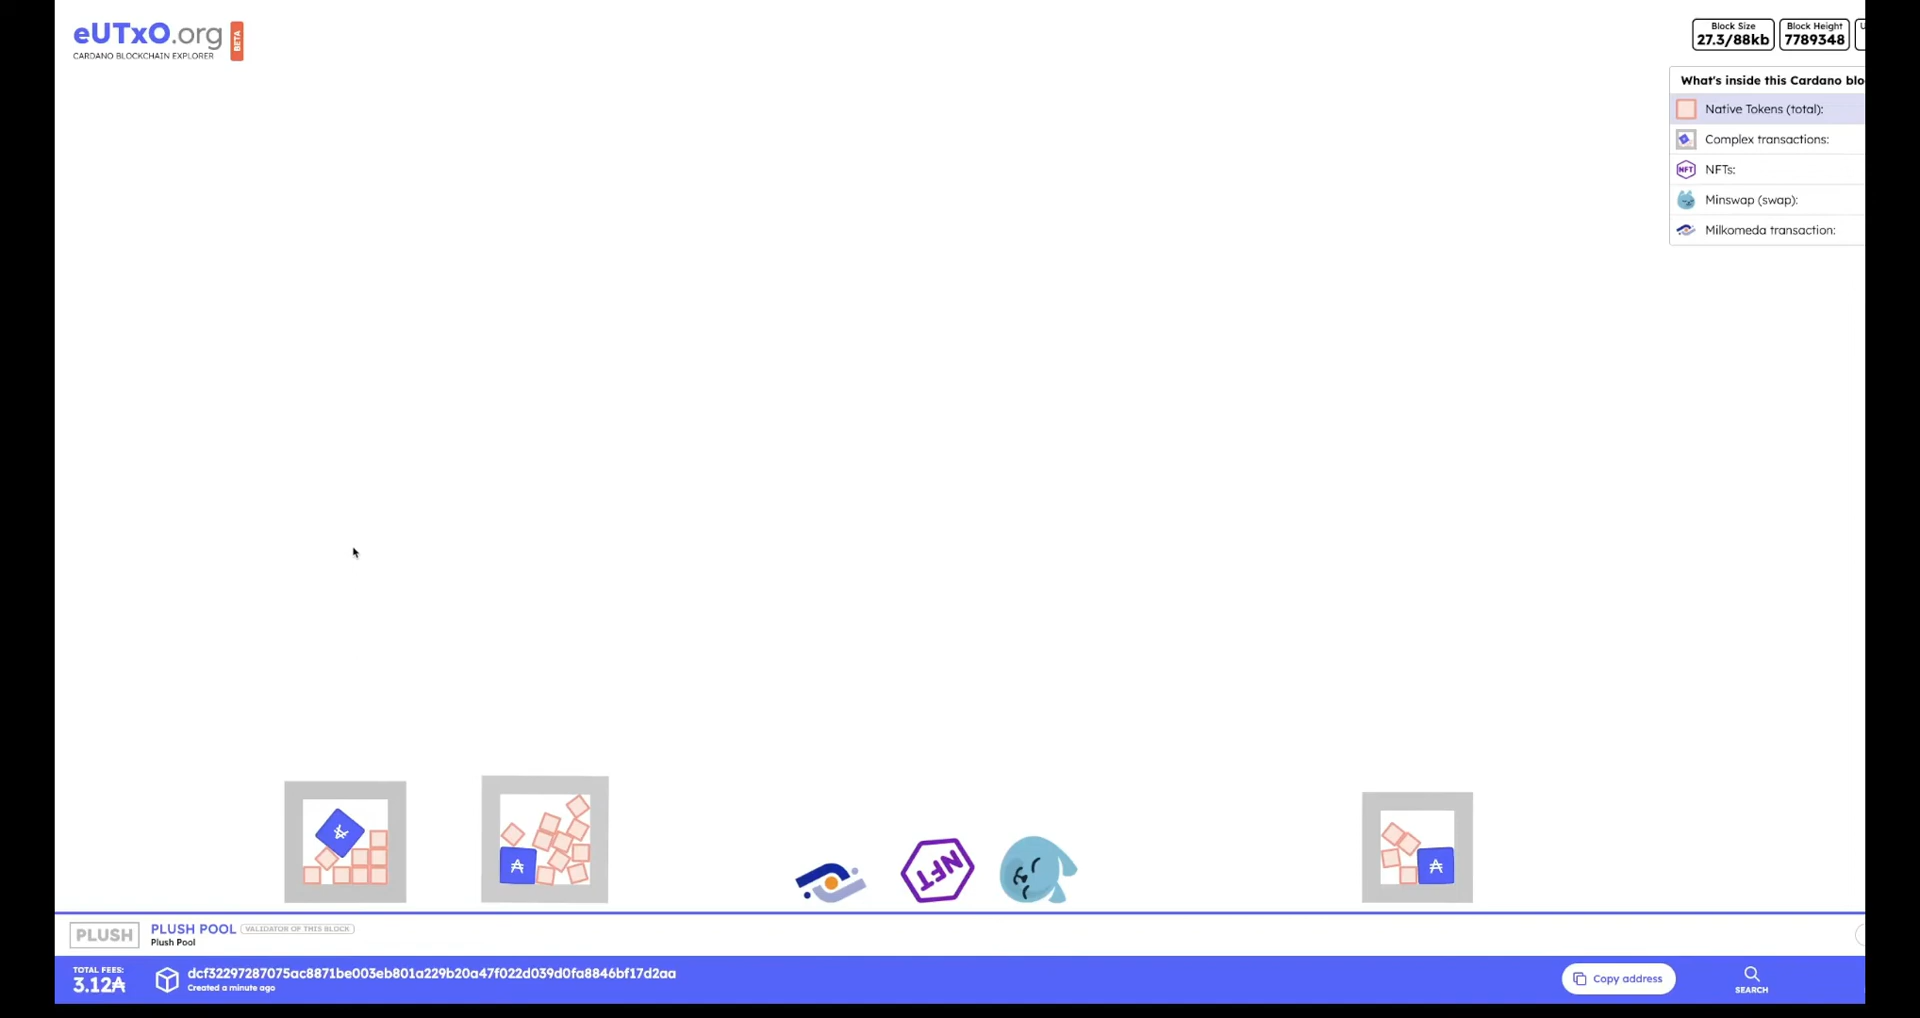 eUTxO.org
BETA
CARDANO BLOCKCHAIN EXPLORER
Block Size
27.3/88kb
Block Height
7789348
U
What's inside this Cardano blo
Native Tokens (total):
Complex transactions:
NFT
NFTs:
Minswap (swap):
Milkomeda transaction:
₳
₳
NFT
₳
PLUSH
PLUSH POOL
VALIDATOR OF THIS BLOCK
Plush Pool
TOTAL FEES:
3.12₳
dcf32297287075ac8871be003eb801a229b20a47f022d039d0fa8846bf17d2aa
Created a minute ago
Copy address
SEARCH